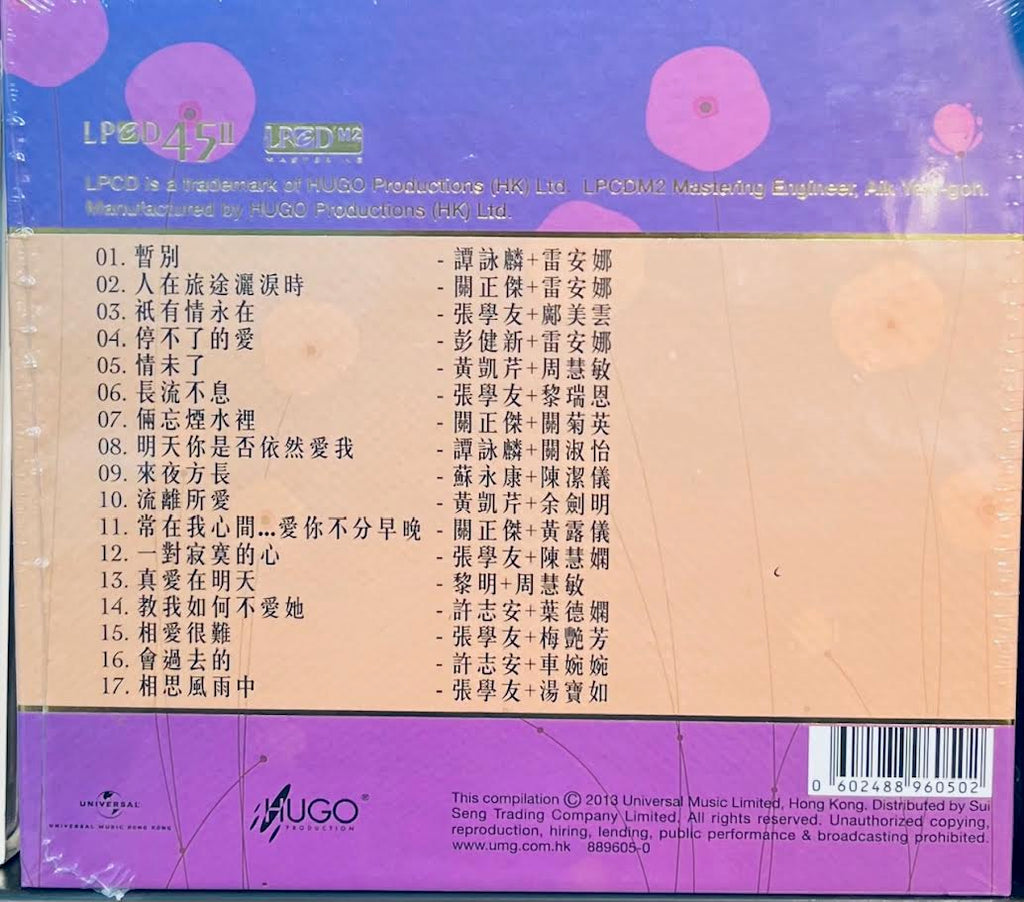 LPCD45II LPCD M2
MASTERING
LPCD is a trademark of HUGO Productions (HK) Ltd. LPCDM2 Mastering Engineer, Aik Yew-goh.
Manufactured by HUGO Productions (HK) Ltd.
01. 暫別 - 譚詠麟+雷安娜
02. 人在旅途灑淚時 - 關正傑+雷安娜
03. 祇有情永在 - 張學友+鄺美雲
04. 停不了的愛 - 彭健新+雷安娜
05. 情未了 - 黃凱芹+周慧敏
06. 長流不息 - 張學友+黎瑞恩
07. 倆忘煙水裡 - 關正傑+關菊英
08. 明天你是否依然愛我 - 譚詠麟+關淑怡
09. 來夜方長 - 蘇永康+陳潔儀
10. 流離所愛 - 黃凱芹+余劍明
11. 常在我心間...愛你不分早晚 - 關正傑+黃露儀
12. 一對寂寞的心 - 張學友+陳慧嫻
13. 真愛在明天 - 黎明+周慧敏
14. 教我如何不愛她 - 許志安+葉德嫻
15. 相愛很難 - 張學友+梅艷芳
16. 會過去的 - 許志安+車婉婉
17. 相思風雨中 - 張學友+湯寶如
0 602488 960502
UNIVERSAL
UNIVERSAL MUSIC HONG KONG
HUGO®
PRODUCTION
This compilation Ⓒ 2013 Universal Music Limited, Hong Kong. Distributed by Sui
Seng Trading Company Limited. All rights reserved. Unauthorized copying,
reproduction, hiring, lending, public performance & broadcasting prohibited.
www.umg.com.hk 889605-0